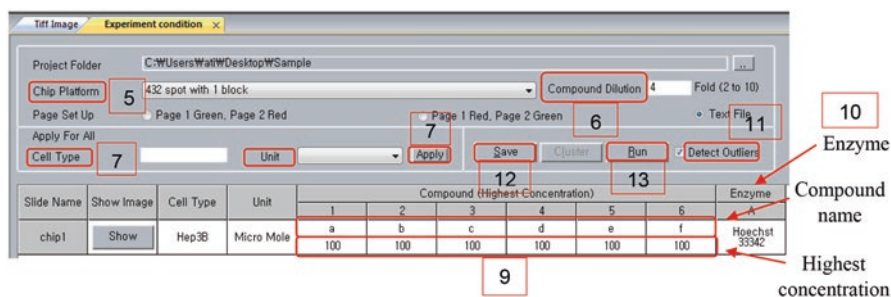 Tiff Image Experiment condition ×
Project Folder C:₩Users₩atl₩Desktop₩Sample ..
Chip Platform 5 432 spot with 1 block Compound Dilution 4 Fold (2 to 10)
6
Page Set Up Page 1 Green, Page 2 Red Page 1 Red, Page 2 Green Text File
Apply For All
Cell Type 7 Unit 7 Apply Save Cluster Run Detect Outliers
11
12 13
10
Enzyme
Slide Name Show Image Cell Type Unit Compound (Highest Concentration) Enzyme
1 2 3 4 5 6 A
chip1 Show Hep3B Micro Mole a b c d e f Hoechst 33342
100 100 100 100 100 100
9
Compound
name
Highest
concentration